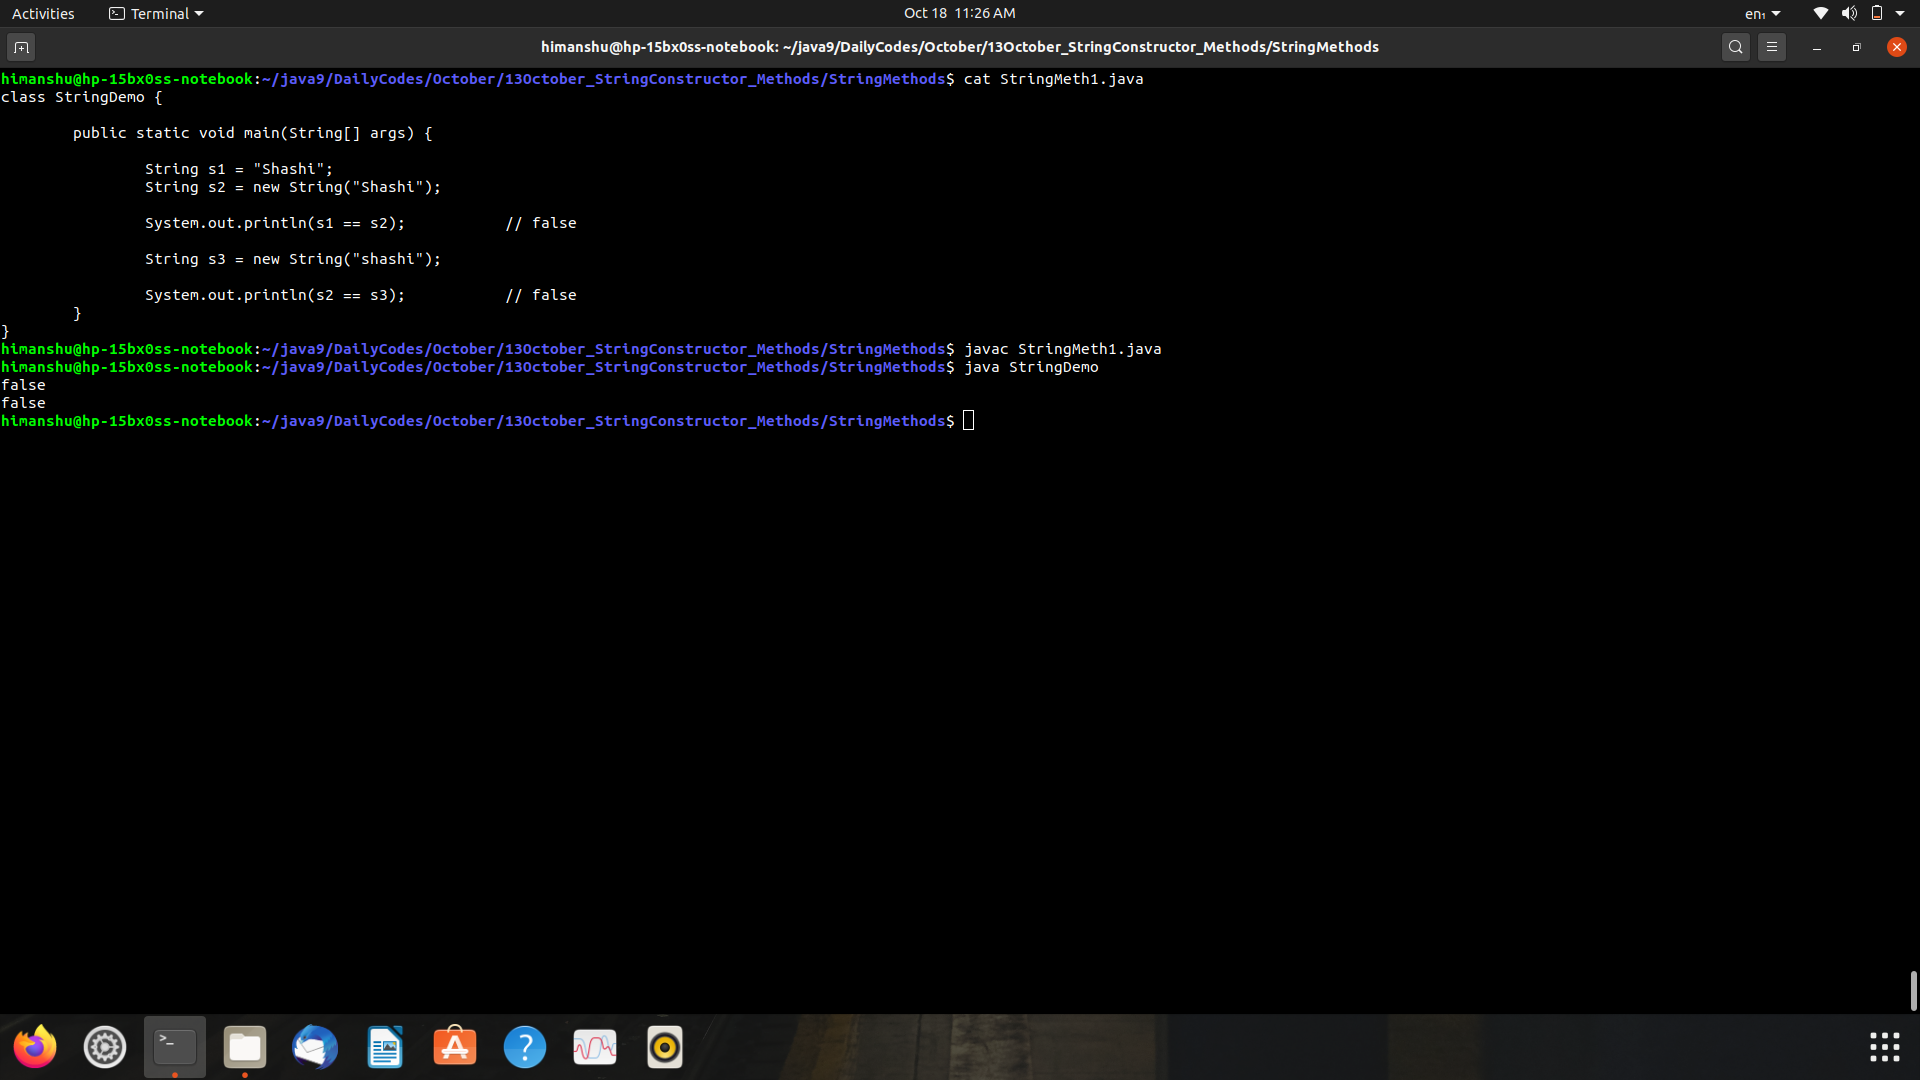 Activities Terminal Oct 18 11:26 AM en₁
himanshu@hp-15bx0ss-notebook: ~/java9/DailyCodes/October/13October_StringConstructor_Methods/StringMethods
himanshu@hp-15bx0ss-notebook:~/java9/DailyCodes/October/13October_StringConstructor_Methods/StringMethods$ cat StringMeth1.java
class StringDemo {
        public static void main(String[] args) {
                String s1 = "Shashi";
                String s2 = new String("Shashi");
                System.out.println(s1 == s2);           // false
                String s3 = new String("shashi");
                System.out.println(s2 == s3);           // false
        }
}
himanshu@hp-15bx0ss-notebook:~/java9/DailyCodes/October/13October_StringConstructor_Methods/StringMethods$ javac StringMeth1.java
himanshu@hp-15bx0ss-notebook:~/java9/DailyCodes/October/13October_StringConstructor_Methods/StringMethods$ java StringDemo
false
false
himanshu@hp-15bx0ss-notebook:~/java9/DailyCodes/October/13October_StringConstructor_Methods/StringMethods$